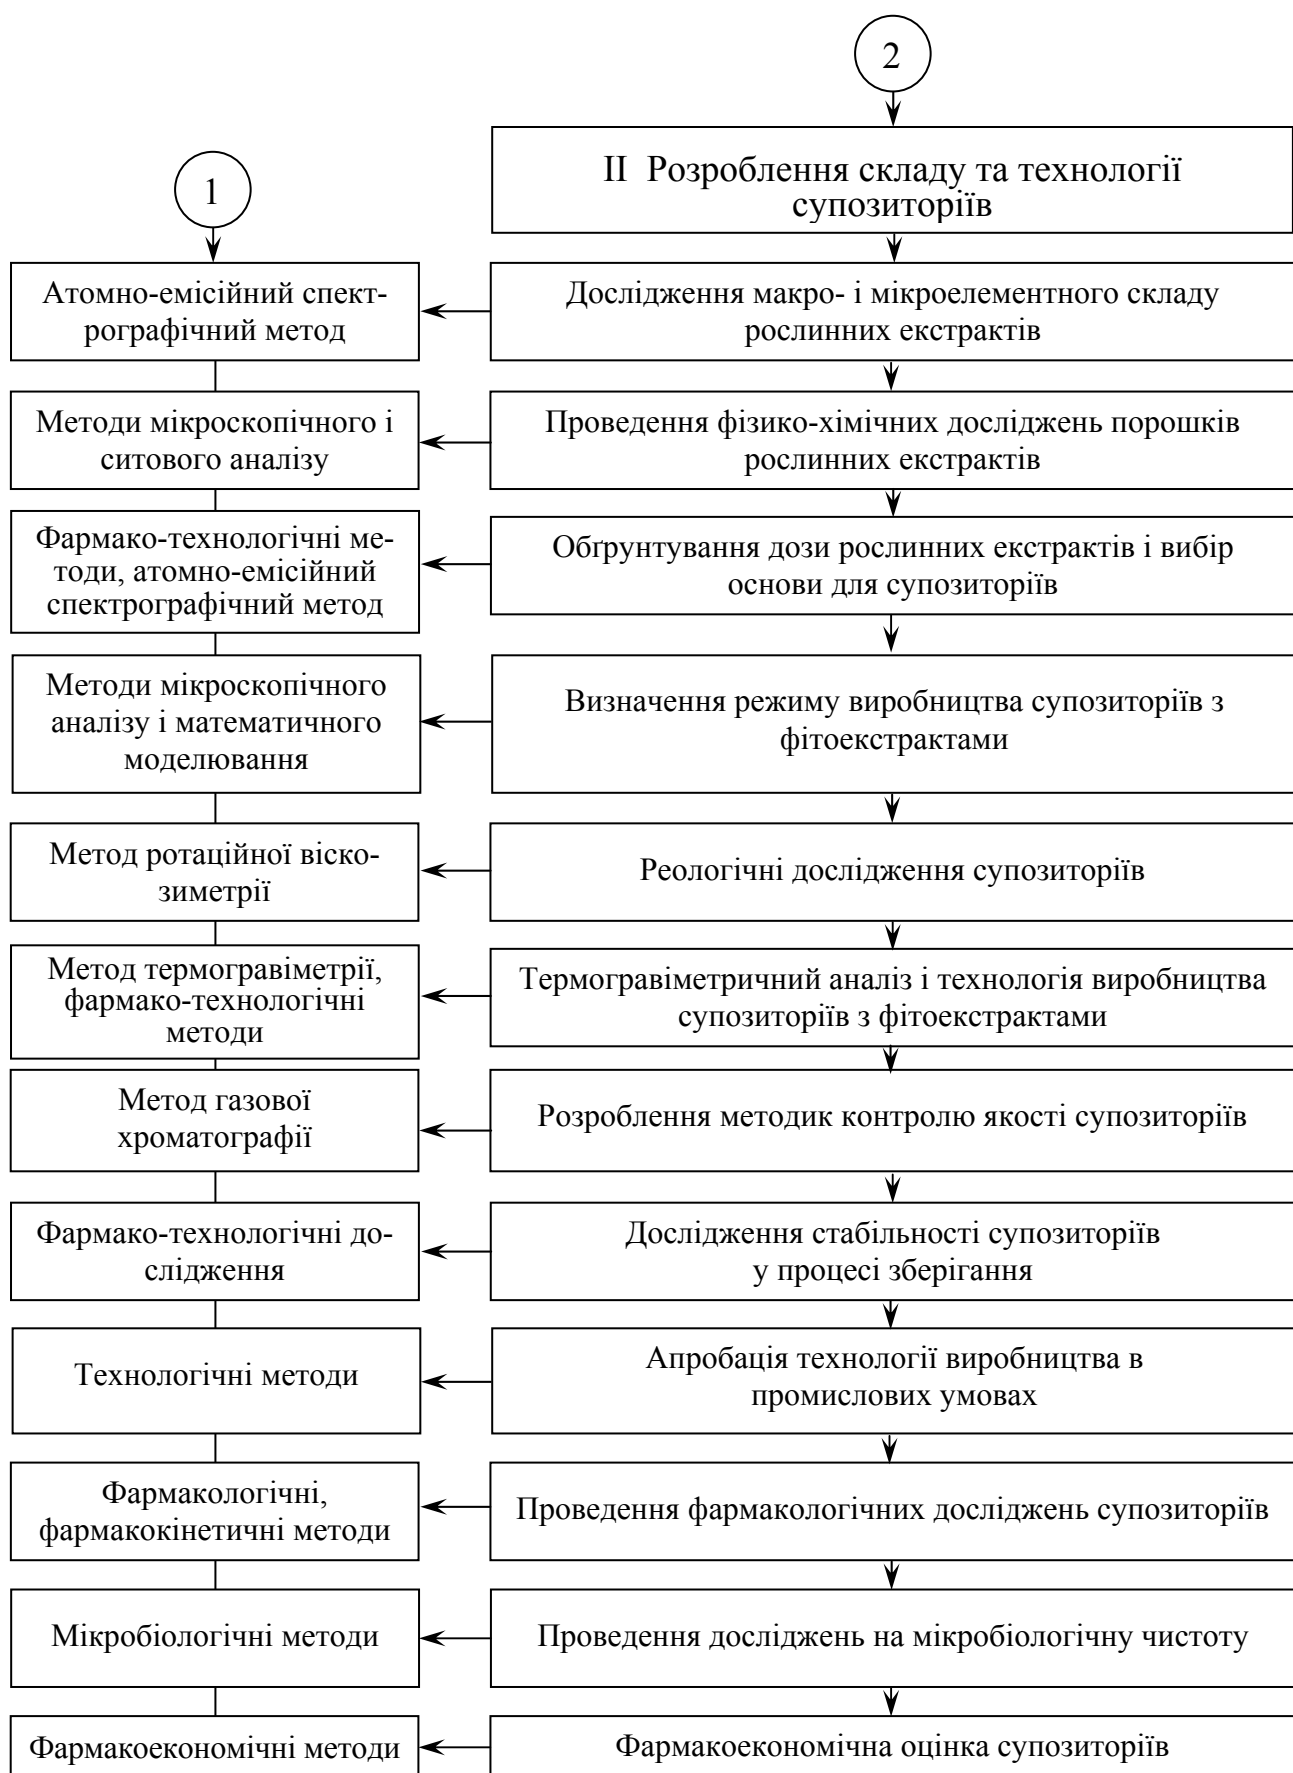 2
II Розроблення складу та технології
супозиторіїв
1
Атомно-емісійний спект-
рографічний метод
Дослідження макро- і мікроелементного складу
рослинних екстрактів
Методи мікроскопічного і
ситового аналізу
Проведення фізико-хімічних досліджень порошків
рослинних екстрактів
Фармако-технологічні ме-
тоди, атомно-емісійний
спектрографічний метод
Обґрунтування дози рослинних екстрактів і вибір
основи для супозиторіїв
Методи мікроскопічного
аналізу і математичного
моделювання
Визначення режиму виробництва супозиторіїв з
фітоекстрактами
Метод ротаційної віско-
зиметрії
Реологічні дослідження супозиторіїв
Метод термогравіметрії,
фармако-технологічні
методи
Термогравіметричний аналіз і технологія виробництва
супозиторіїв з фітоекстрактами
Метод газової
хроматографії
Розроблення методик контролю якості супозиторіїв
Фармако-технологічні до-
слідження
Дослідження стабільності супозиторіїв
у процесі зберігання
Технологічні методи
Апробація технології виробництва в
промислових умовах
Фармакологічні,
фармакокінетичні методи
Проведення фармакологічних досліджень супозиторіїв
Мікробіологічні методи
Проведення досліджень на мікробіологічну чистоту
Фармакоекономічні методи
Фармакоекономічна оцінка супозиторіїв